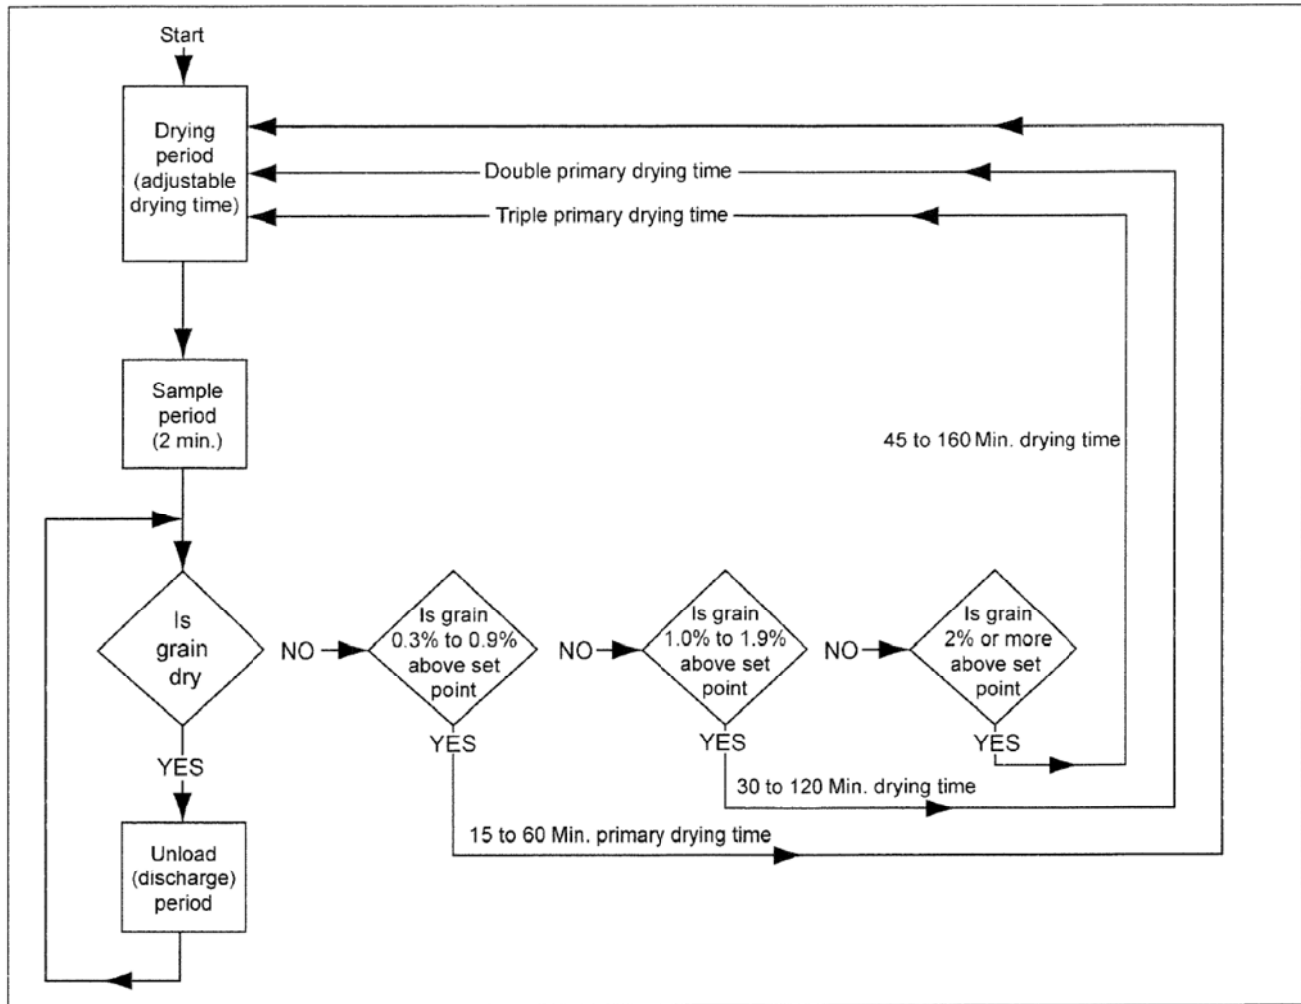 Start
Drying
period
(adjustable
drying time)
Double primary drying time
Triple primary drying time
Sample
period
(2 min.)
45 to 160 Min. drying time
Is
grain
dry
NO
Is grain
0.3% to 0.9%
above set
point
NO
Is grain
1.0% to 1.9%
above set
point
NO
Is grain
2% or more
above set
point
YES
YES
YES
YES
30 to 120 Min. drying time
15 to 60 Min. primary drying time
Unload
(discharge)
period